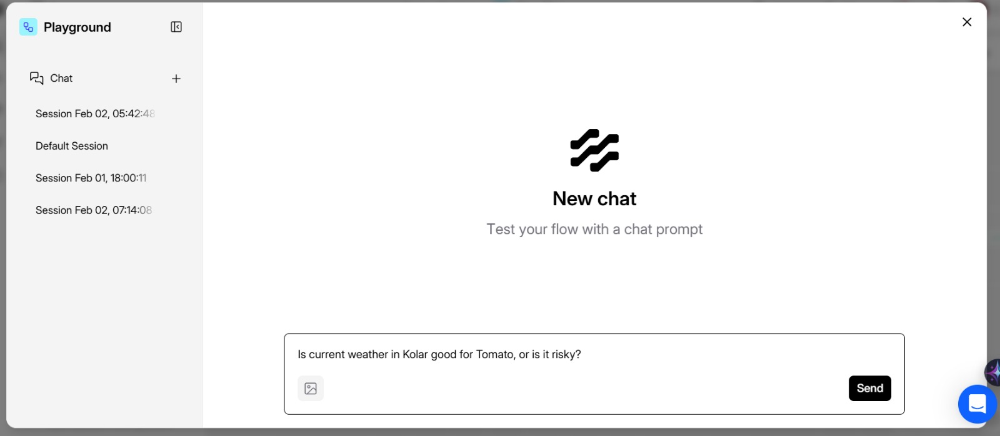 Playground
Chat
Session Feb 02, 05:42:48
Default Session
Session Feb 01, 18:00:11
Session Feb 02, 07:14:08
New chat
Test your flow with a chat prompt
Is current weather in Kolar good for Tomato, or is it risky?
Send